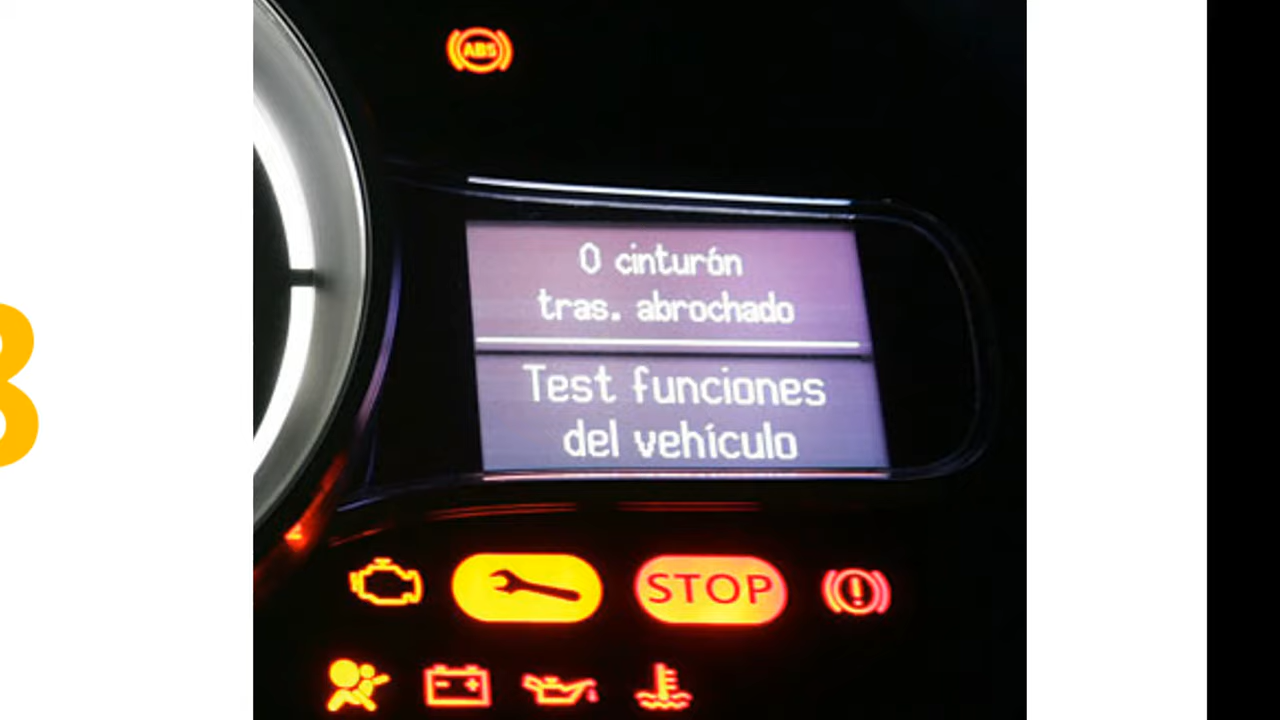 ABS
0 cinturón
tras. abrochado
Test funciones
del vehículo
STOP